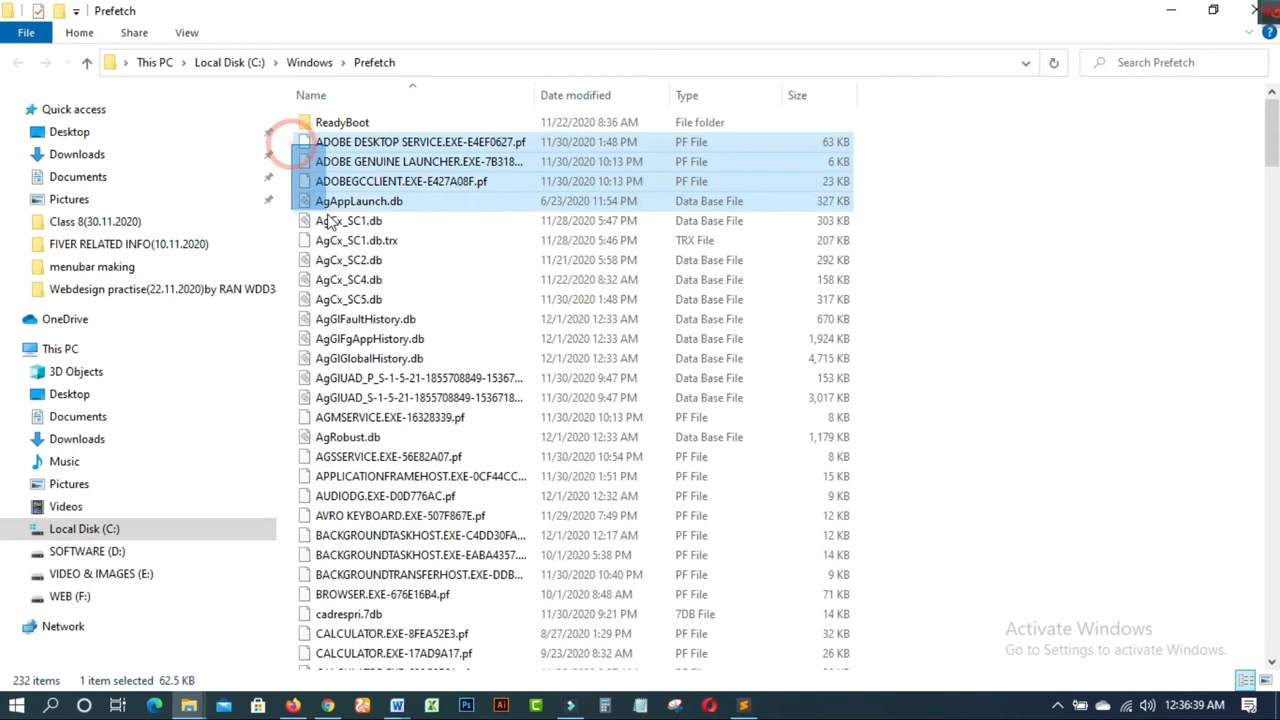 Prefetch
File
Home
Share
View
This PC
Local Disk (C:)
Windows
Prefetch
Search Prefetch
Name
Date modified
Type
Size
Quick access
Desktop
Downloads
Documents
Pictures
Class 8(30.11.2020)
FIVER RELATED INFO(10.11.2020)
menubar making
Webdesign practise(22.11.2020)by RAN WDD3
OneDrive
This PC
3D Objects
Desktop
Documents
Downloads
Music
Pictures
Videos
Local Disk (C:)
SOFTWARE (D:)
VIDEO & IMAGES (E:)
WEB (F:)
Network
ReadyBoot 11/22/2020 8:36 AM File folder
ADOBE DESKTOP SERVICE.EXE-E4EF0627.pf 11/30/2020 1:48 PM PF File 63 KB
ADOBE GENUINE LAUNCHER.EXE-7B318... 11/30/2020 10:13 PM PF File 6 KB
ADOBEGCCLIENT.EXE-E427A08F.pf 11/30/2020 10:13 PM PF File 23 KB
AgAppLaunch.db 6/23/2020 11:54 PM Data Base File 327 KB
AgCx_SC1.db 11/28/2020 5:47 PM Data Base File 303 KB
AgCx_SC1.db.trx 11/28/2020 5:46 PM TRX File 207 KB
AgCx_SC2.db 11/21/2020 5:58 PM Data Base File 292 KB
AgCx_SC4.db 11/22/2020 8:32 AM Data Base File 158 KB
AgCx_SC5.db 11/30/2020 1:48 PM Data Base File 317 KB
AgGlFaultHistory.db 12/1/2020 12:33 AM Data Base File 670 KB
AgGlFgAppHistory.db 12/1/2020 12:33 AM Data Base File 1,924 KB
AgGlGlobalHistory.db 12/1/2020 12:33 AM Data Base File 4,715 KB
AgGlUAD_P_S-1-5-21-1855708849-15367... 11/30/2020 9:47 PM Data Base File 153 KB
AgGlUAD_S-1-5-21-1855708849-1536718... 11/30/2020 9:47 PM Data Base File 3,017 KB
AGMSERVICE.EXE-16328339.pf 11/30/2020 10:13 PM PF File 8 KB
AgRobust.db 12/1/2020 12:33 AM Data Base File 1,179 KB
AGSSERVICE.EXE-56E82A07.pf 11/30/2020 10:54 PM PF File 8 KB
APPLICATIONFRAMEHOST.EXE-0CF44CC... 11/30/2020 1:51 PM PF File 15 KB
AUDIODG.EXE-D0D776AC.pf 12/1/2020 12:32 AM PF File 9 KB
AVRO KEYBOARD.EXE-507F867E.pf 11/29/2020 7:49 PM PF File 12 KB
BACKGROUNDTASKHOST.EXE-C4DD30FA... 12/1/2020 12:17 AM PF File 12 KB
BACKGROUNDTASKHOST.EXE-EABA4357.... 10/1/2020 5:38 PM PF File 14 KB
BACKGROUNDTRANSFERHOST.EXE-DDB... 11/30/2020 10:40 PM PF File 9 KB
BROWSER.EXE-676E16B4.pf 10/1/2020 8:48 AM PF File 71 KB
cadrespri.7db 11/30/2020 9:21 PM 7DB File 14 KB
CALCULATOR.EXE-8FEA52E3.pf 8/27/2020 1:29 PM PF File 32 KB
CALCULATOR.EXE-17AD9A17.pf 9/23/2020 8:32 AM PF File 26 KB
Activate Windows
Go to Settings to activate Windows.
232 items 1 item selected 62.5 KB
12:36:39 AM